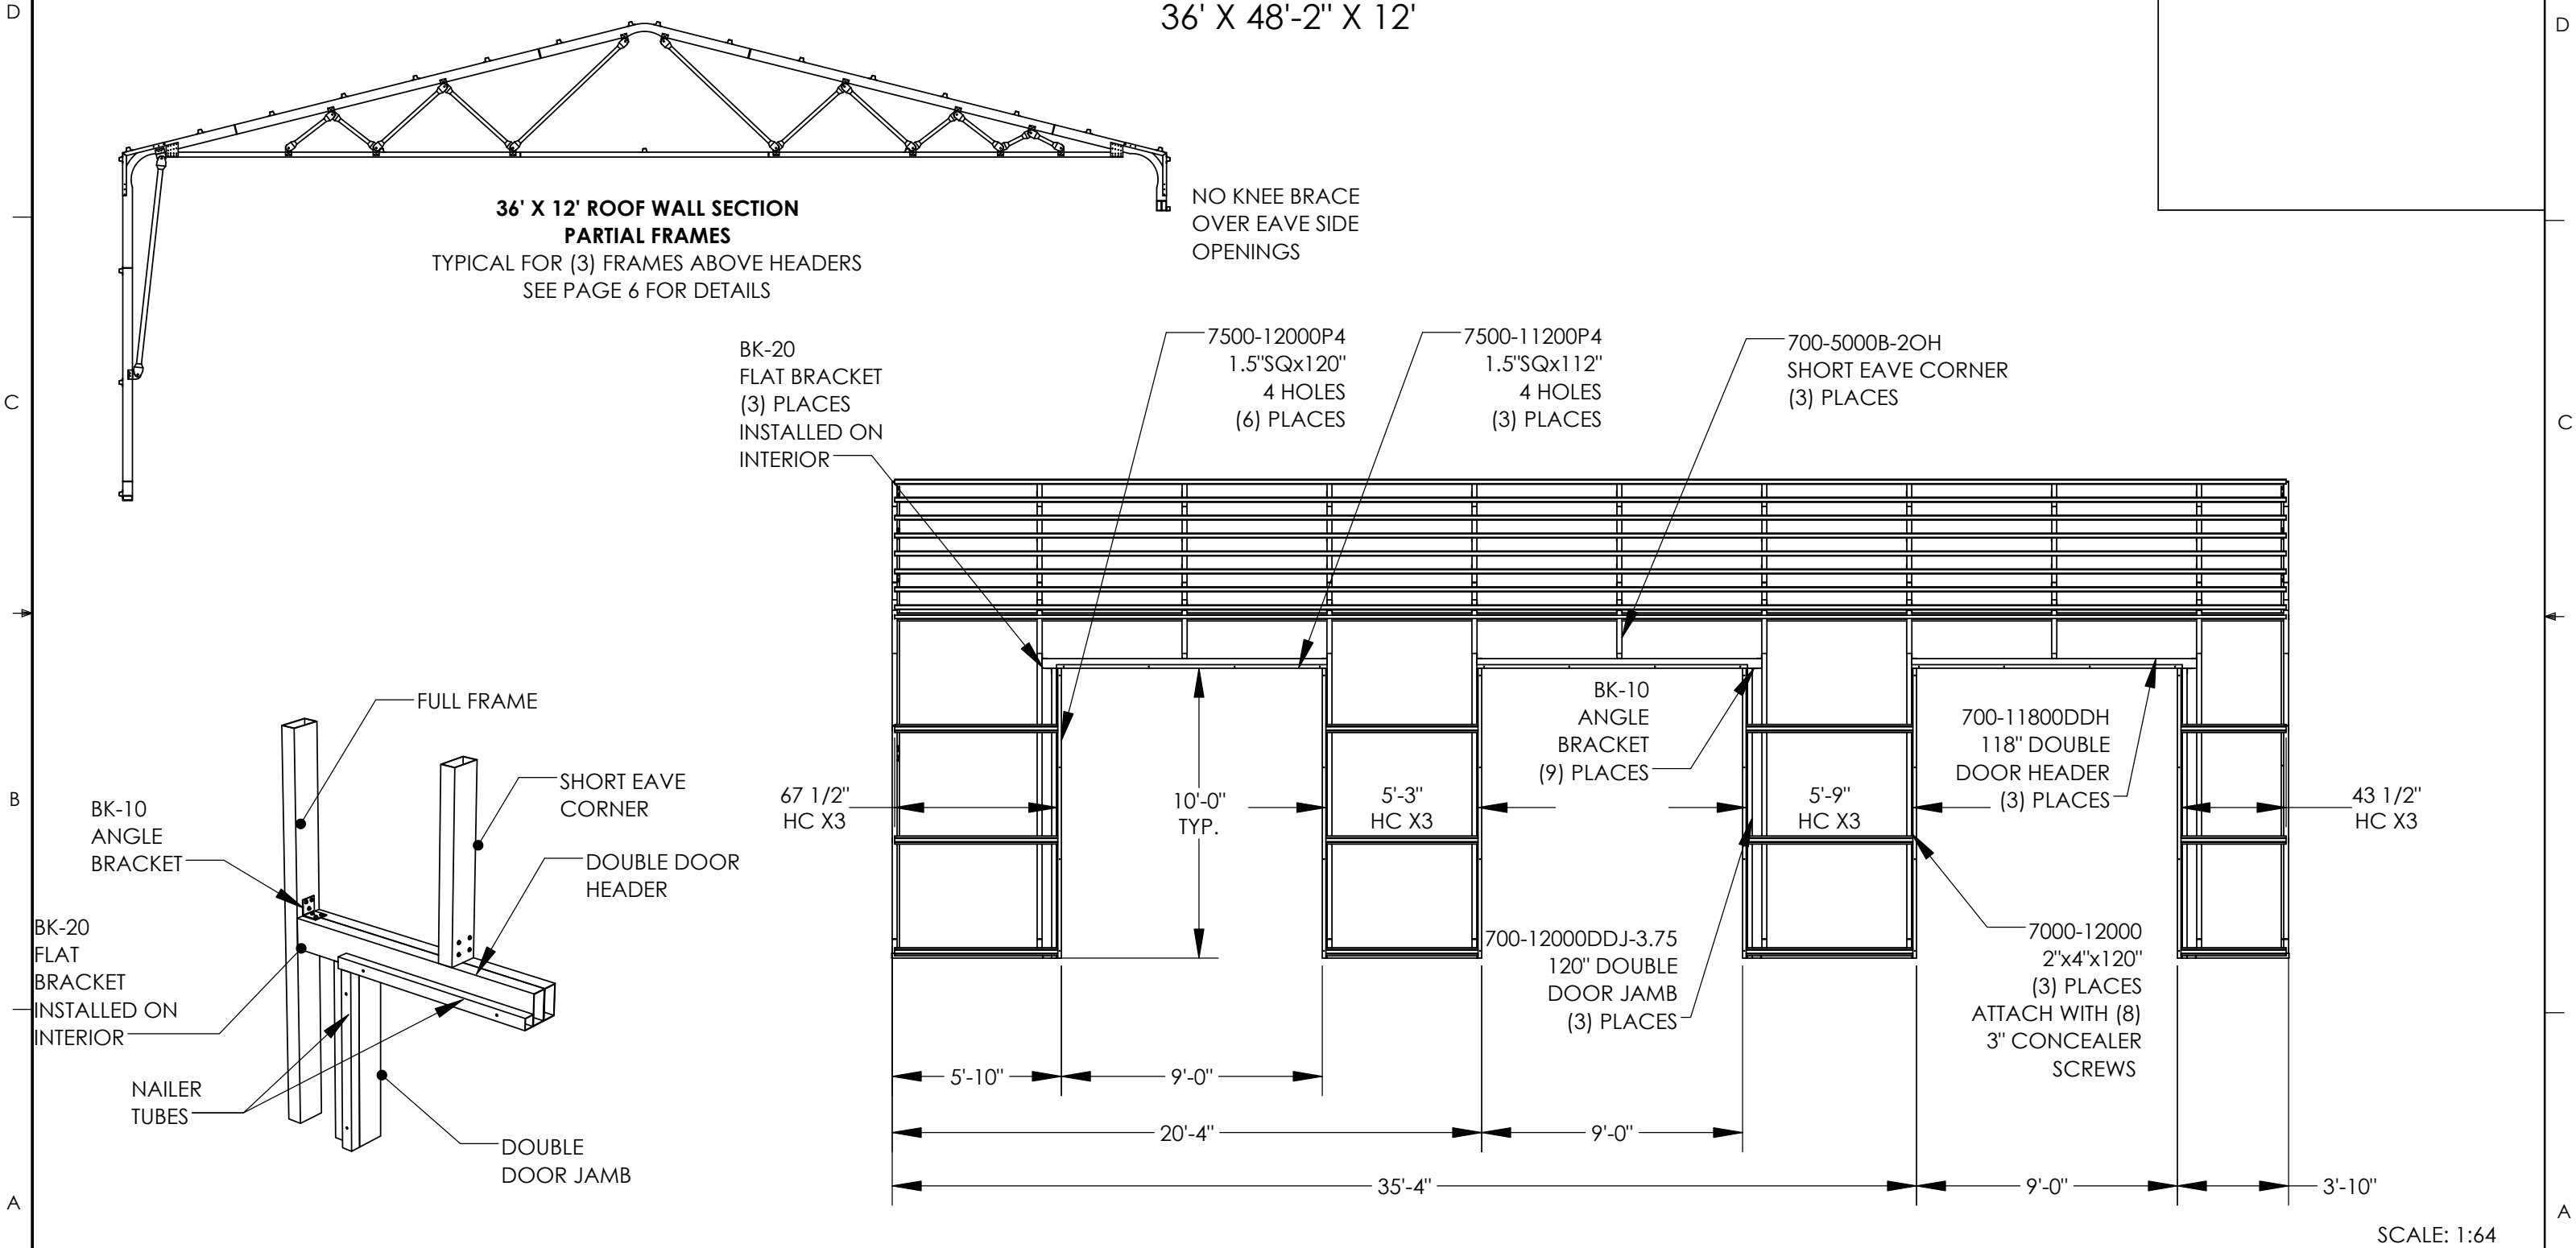 D
D
36' X 48'-2" X 12'
36' X 12' ROOF WALL SECTION
PARTIAL FRAMES
TYPICAL FOR (3) FRAMES ABOVE HEADERS
SEE PAGE 6 FOR DETAILS
NO KNEE BRACE
OVER EAVE SIDE
OPENINGS
C
C
BK-20
FLAT BRACKET
(3) PLACES
INSTALLED ON
INTERIOR
7500-12000P4
1.5"SQx120"
4 HOLES
(6) PLACES
7500-11200P4
1.5"SQx112"
4 HOLES
(3) PLACES
700-5000B-2OH
SHORT EAVE CORNER
(3) PLACES
FULL FRAME
SHORT EAVE
CORNER
BK-10
ANGLE
BRACKET
DOUBLE DOOR
HEADER
BK-20
FLAT
BRACKET
INSTALLED ON
INTERIOR
NAILER
TUBES
DOUBLE
DOOR JAMB
B
B
67 1/2"
HC X3
10'-0"
TYP.
5'-3"
HC X3
BK-10
ANGLE
BRACKET
(9) PLACES
5'-9"
HC X3
700-11800DDH
118" DOUBLE
DOOR HEADER
(3) PLACES
43 1/2"
HC X3
700-12000DDJ-3.75
120" DOUBLE
DOOR JAMB
(3) PLACES
7000-12000
2"x4"x120"
(3) PLACES
ATTACH WITH (8)
3" CONCEALER
SCREWS
5'-10"
9'-0"
20'-4"
9'-0"
35'-4"
9'-0"
3'-10"
A
A
SCALE: 1:64